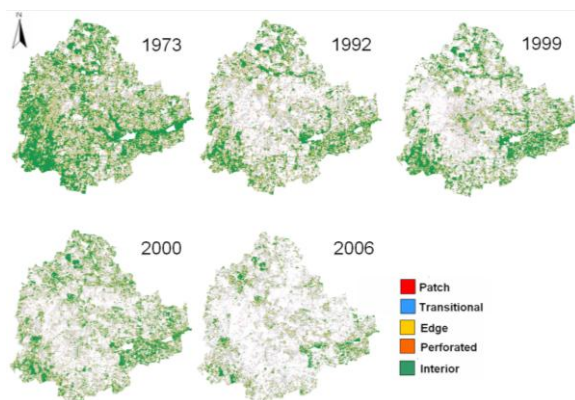 N
1973
1992
1999
2000
2006
Patch
Transitional
Edge
Perforated
Interior